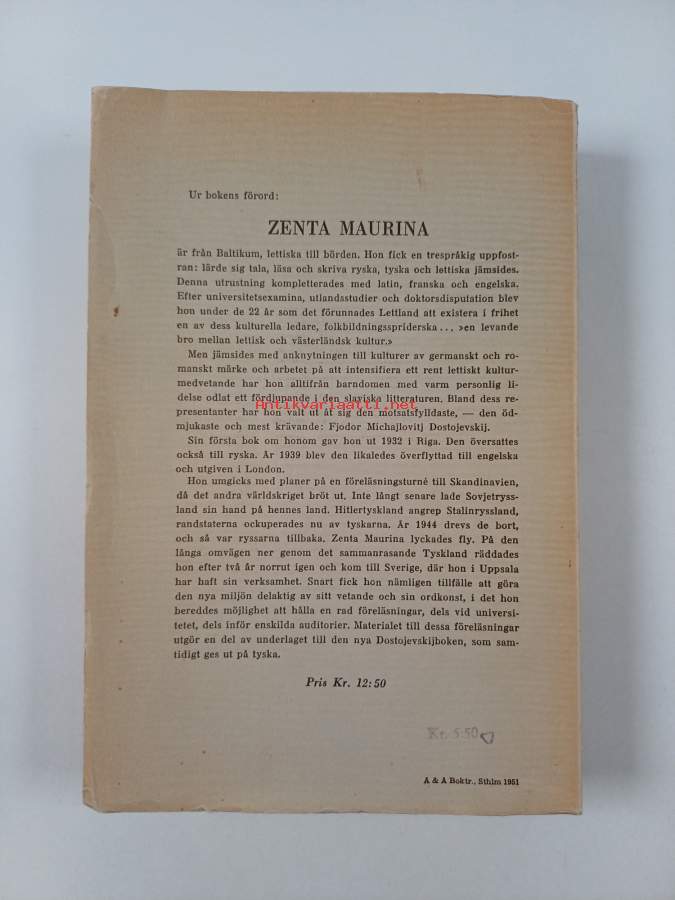 Ur bokens förord:
ZENTA MAURINA
är från Baltikum, lettiska till börden. Hon fick en trespråkig uppfost-
ran: lärde sig tala, läsa och skriva ryska, tyska och lettiska jämsides.
Denna utrustning kompletterades med latin, franska och engelska.
Efter universitetsexamina, utlandsstudier och doktorsdisputation blev
hon under de 22 år som det förunnades Lettland att existera i frihet
en av dess kulturella ledare, folkbildningsspriderska ... »en levande
bro mellan lettisk och västerländsk kultur.»
Men jämsides med anknytningen till kulturer av germanskt och ro-
manskt märke och arbetet på att intensifiera ett rent lettiskt kultur-
medvetande har hon alltifrån barndomen med varm personlig li-
delse odlat ett fördjupande i den slaviska litteraturen. Bland dess re-
Antikvariaatti.net
presentanter har hon valt ut åt sig den motsatsfylldaste, — den öd-
mjukaste och mest krävande: Fjodor Michajlovitj Dostojevskij.
Sin första bok om honom gav hon ut 1932 i Riga. Den översattes
också till ryska. År 1939 blev den likaledes överflyttad till engelska
och utgiven i London.
Hon umgicks med planer på en föreläsningsturné till Skandinavien,
då det andra världskriget bröt ut. Inte långt senare lade Sovjetryss-
land sin hand på hennes land. Hitlertyskland angrep Stalinryssland,
randstaterna ockuperades nu av tyskarna. År 1944 drevs de bort,
och så var ryssarna tillbaka. Zenta Maurina lyckades fly. På den
långa omvägen ner genom det sammanrasande Tyskland räddades
hon efter två år norrut igen och kom till Sverige, där hon i Uppsala
har haft sin verksamhet. Snart fick hon nämligen tillfälle att göra
den nya miljön delaktig av sitt vetande och sin ordkonst, i det hon
bereddes möjlighet att hålla en rad föreläsningar, dels vid universi-
tetet, dels inför enskilda auditorier. Materialet till dessa föreläsningar
utgör en del av underlaget till den nya Dostojevskijboken, som sam-
tidigt ges ut på tyska.
Pris Kr. 12:50
Kr. 5.50
A & A Boktr., Sthlm 1951